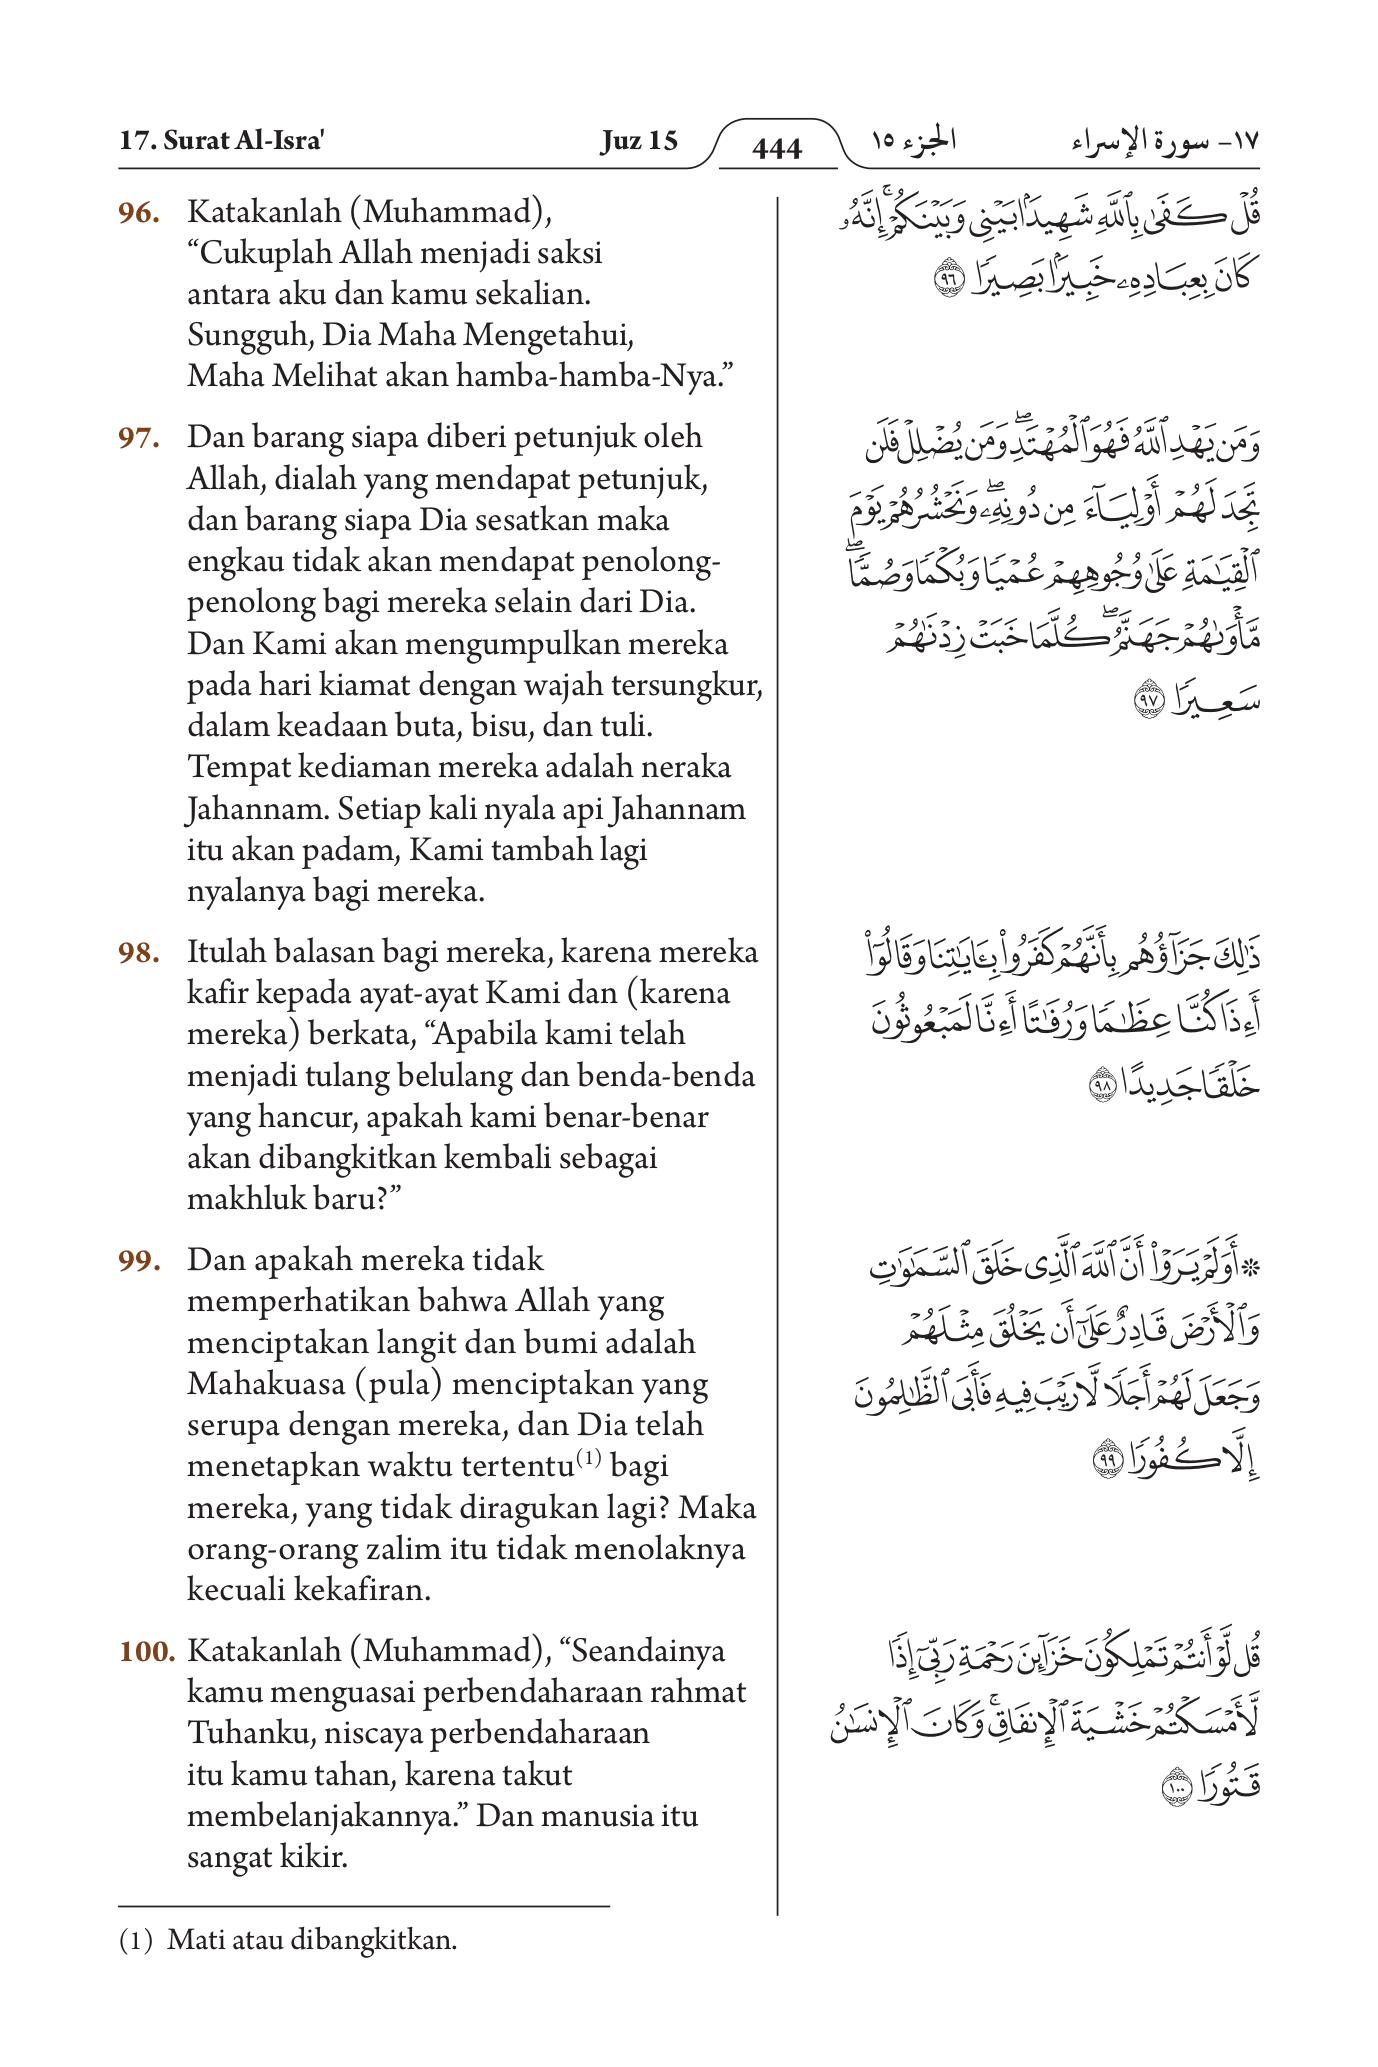 17. Surat Al-Isra' Juz 15 444 الجزء ١٥ ١٧- سورة الإسراء
96. Katakanlah (Muhammad),
“Cukuplah Allah menjadi saksi
antara aku dan kamu sekalian.
Sungguh, Dia Maha Mengetahui,
Maha Melihat akan hamba-hamba-Nya.”
قُلۡ كَفَىٰ بِٱللَّهِ شَهِيدَۢا بَيۡنِي وَبَيۡنَكُمۡۚ إِنَّهُۥ
كَانَ بِعِبَادِهِۦ خَبِيرَۢا بَصِيرٗا ٩٦
97. Dan barang siapa diberi petunjuk oleh
Allah, dialah yang mendapat petunjuk,
dan barang siapa Dia sesatkan maka
engkau tidak akan mendapat penolong-
penolong bagi mereka selain dari Dia.
Dan Kami akan mengumpulkan mereka
pada hari kiamat dengan wajah tersungkur,
dalam keadaan buta, bisu, dan tuli.
Tempat kediaman mereka adalah neraka
Jahannam. Setiap kali nyala api Jahannam
itu akan padam, Kami tambah lagi
nyalanya bagi mereka.
وَمَن يَهۡدِ ٱللَّهُ فَهُوَ ٱلۡمُهۡتَدِۖ وَمَن يُضۡلِلۡ فَلَن
تَجِدَ لَهُمۡ أَوۡلِيَآءَ مِن دُونِهِۦۖ وَنَحۡشُرُهُمۡ يَوۡمَ
ٱلۡقِيَٰمَةِ عَلَىٰ وُجُوهِهِمۡ عُمۡيٗا وَبُكۡمٗا وَصُمّٗاۖ
مَّأۡوَىٰهُمۡ جَهَنَّمُۖ كُلَّمَا خَبَتۡ زِدۡنَٰهُمۡ
سَعِيرٗا ٩٧
98. Itulah balasan bagi mereka, karena mereka
kafir kepada ayat-ayat Kami dan (karena
mereka) berkata, “Apabila kami telah
menjadi tulang belulang dan benda-benda
yang hancur, apakah kami benar-benar
akan dibangkitkan kembali sebagai
makhluk baru?”
ذَٰلِكَ جَزَآؤُهُم بِأَنَّهُمۡ كَفَرُواْ بِـَٔايَٰتِنَا وَقَالُوٓاْ
أَءِذَا كُنَّا عِظَٰمٗا وَرُفَٰتًا أَءِنَّا لَمَبۡعُوثُونَ
خَلۡقٗا جَدِيدًا ٩٨
99. Dan apakah mereka tidak
memperhatikan bahwa Allah yang
menciptakan langit dan bumi adalah
Mahakuasa (pula) menciptakan yang
serupa dengan mereka, dan Dia telah
menetapkan waktu tertentu(1) bagi
mereka, yang tidak diragukan lagi? Maka
orang-orang zalim itu tidak menolaknya
kecuali kekafiran.
۞ أَوَلَمۡ يَرَوۡاْ أَنَّ ٱللَّهَ ٱلَّذِي خَلَقَ ٱلسَّمَٰوَٰتِ
وَٱلۡأَرۡضَ قَادِرٌ عَلَىٰٓ أَن يَخۡلُقَ مِثۡلَهُمۡ
وَجَعَلَ لَهُمۡ أَجَلٗا لَّا رَيۡبَ فِيهِ فَأَبَى ٱلظَّٰلِمُونَ
إِلَّا كُفُورٗا ٩٩
100. Katakanlah (Muhammad), “Seandainya
kamu menguasai perbendaharaan rahmat
Tuhanku, niscaya perbendaharaan
itu kamu tahan, karena takut
membelanjakannya.” Dan manusia itu
sangat kikir.
قُل لَّوۡ أَنتُمۡ تَمۡلِكُونَ خَزَآئِنَ رَحۡمَةِ رَبِّيٓ إِذٗا
لَّأَمۡسَكۡتُمۡ خَشۡيَةَ ٱلۡإِنفَاقِۚ وَكَانَ ٱلۡإِنسَٰنُ
قَتُورٗا ١٠٠
(1) Mati atau dibangkitkan.